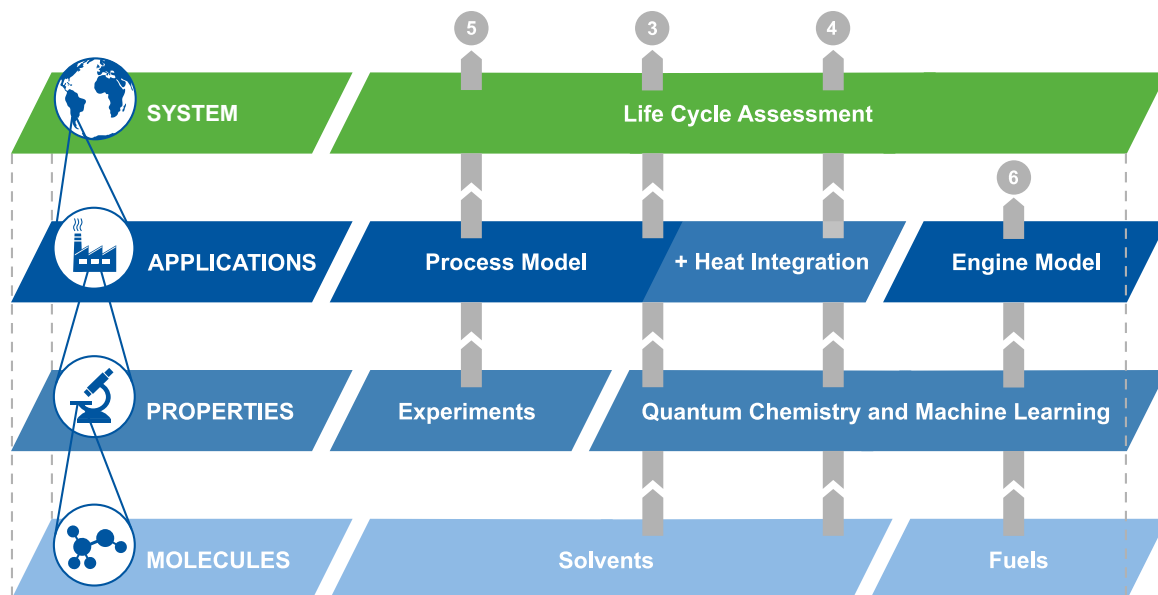 5 3 4
SYSTEM Life Cycle Assessment
6
APPLICATIONS Process Model + Heat Integration Engine Model
PROPERTIES Experiments Quantum Chemistry and Machine Learning
MOLECULES Solvents Fuels